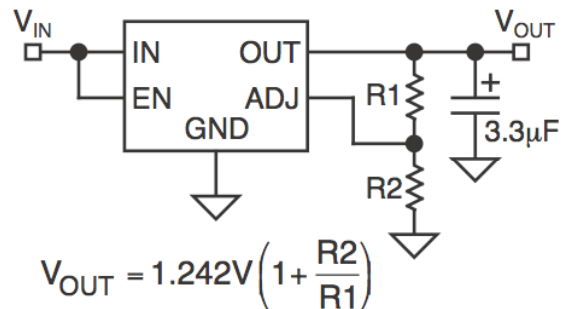 VIN
VOUT
IN
OUT
EN
ADJ
GND
R1
+
3.3µF
R2
VOUT = 1.242V(1+ R2/R1)